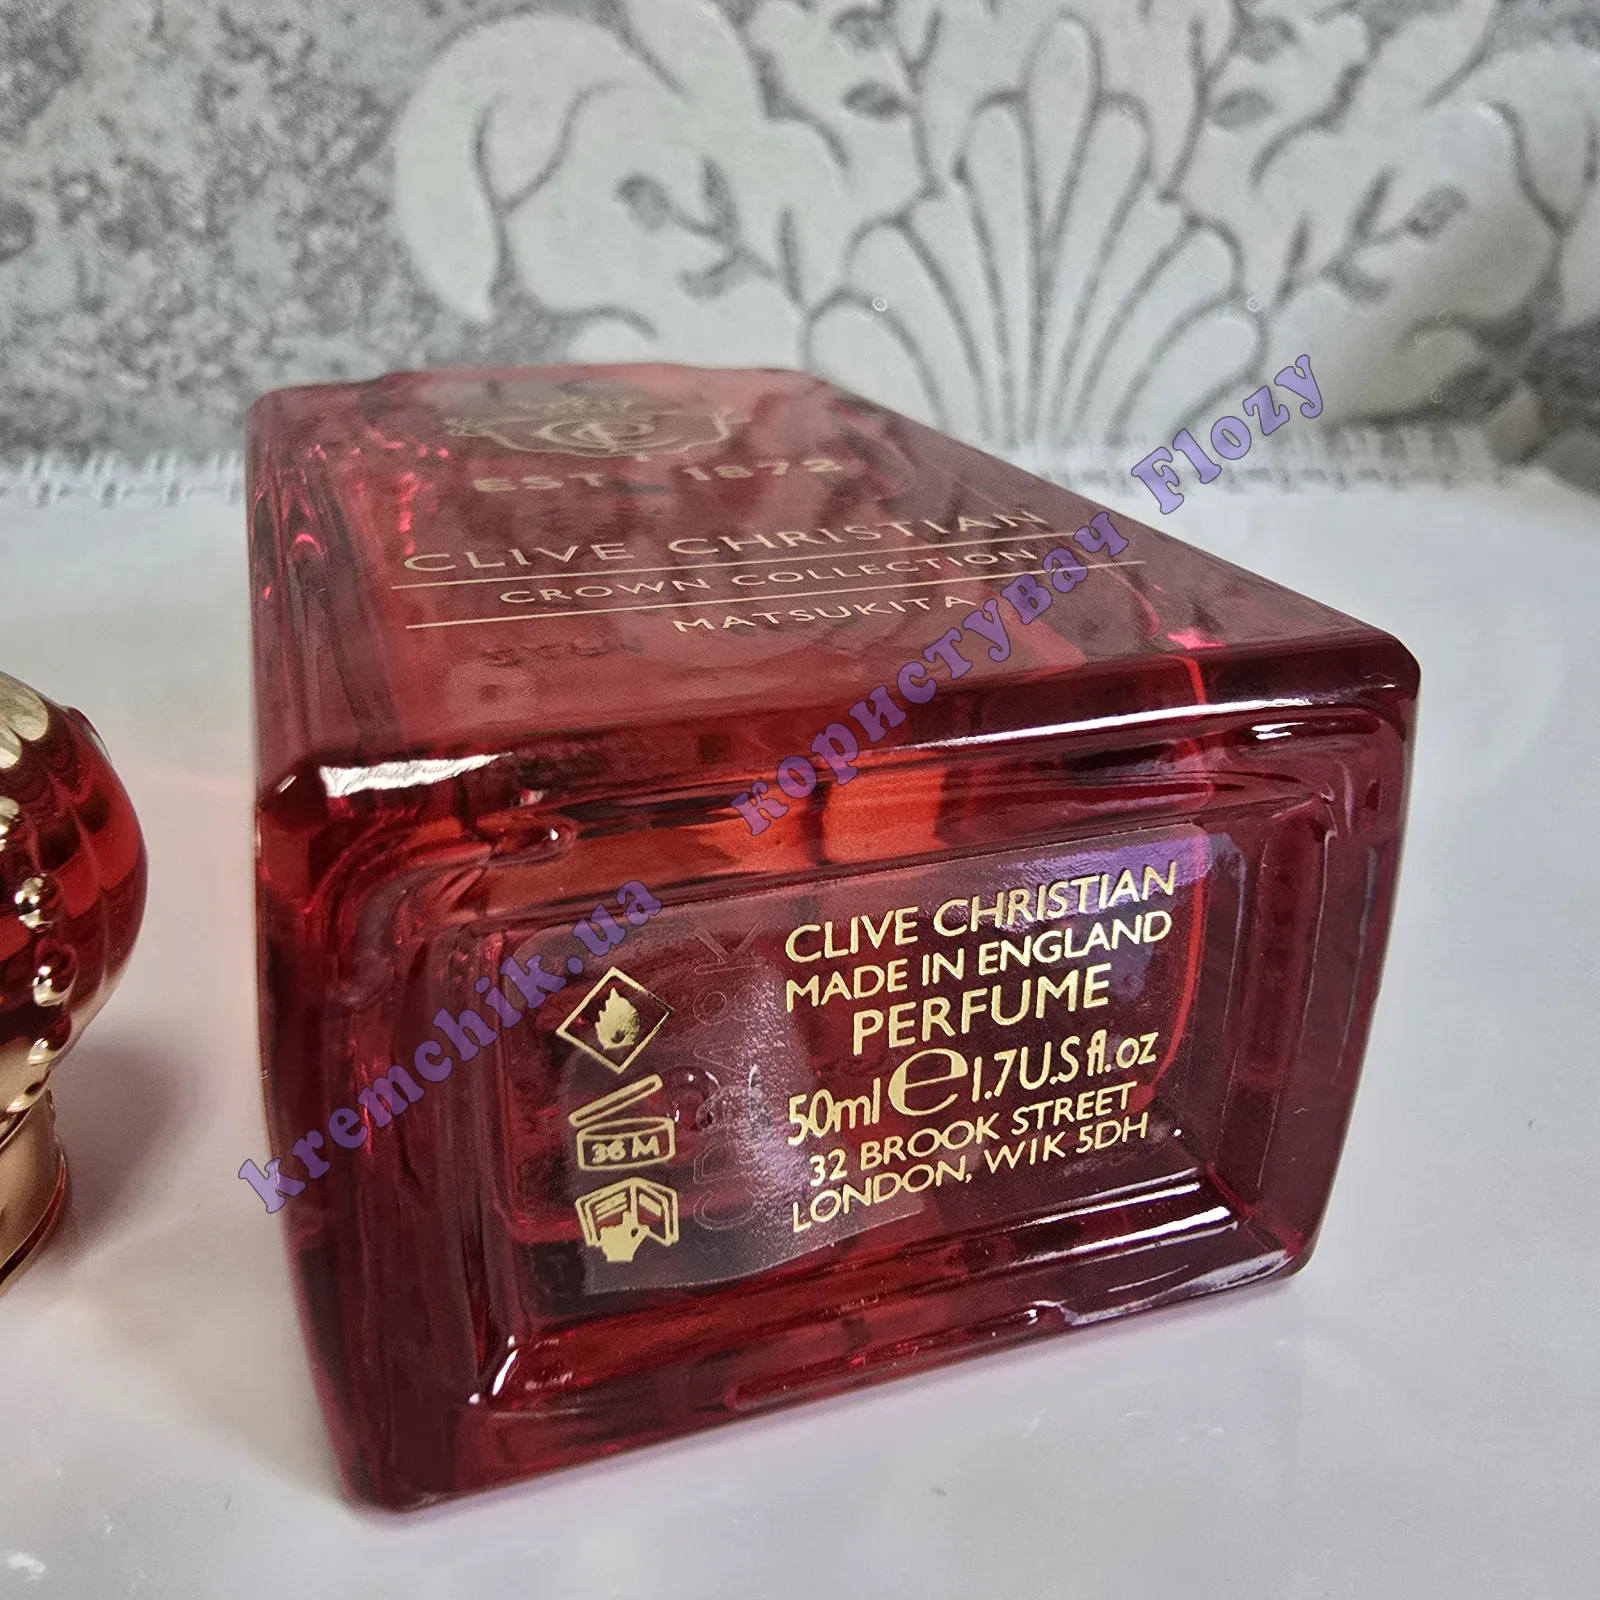 EST. 1872
CLIVE CHRISTIAN
CROWN COLLECTION
MATSUKITA
CLIVE CHRISTIAN
MADE IN ENGLAND
PERFUME
50ml e 1.7U.S fl.oz
32 BROOK STREET
LONDON, W1K 5DH
36 M
kremchik.ua користувач Flozy